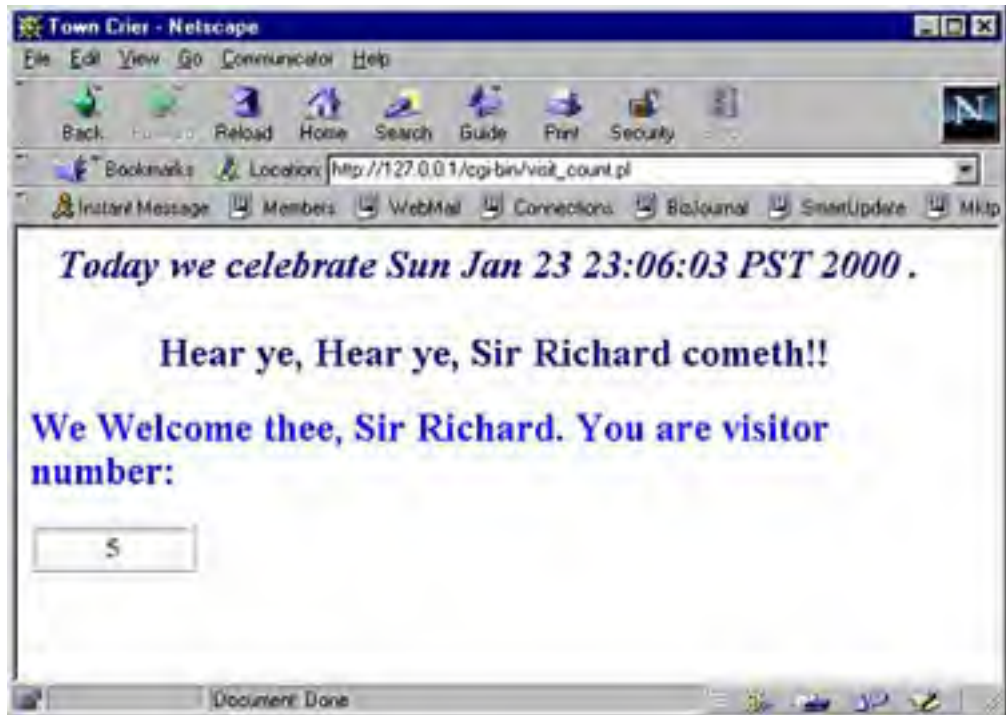 Town Crier - Netscape
File Edit View Go Communicator Help
Back Reload Home Search Guide Print Security
Bookmarks Location: http://127.0.0.1/cgi-bin/visit_count.pl
Instant Message Members WebMail Connections BizJournal SmartUpdate Mktp
Today we celebrate Sun Jan 23 23:06:03 PST 2000 .
Hear ye, Hear ye, Sir Richard cometh!!
We Welcome thee, Sir Richard. You are visitor
number:
5
Document: Done